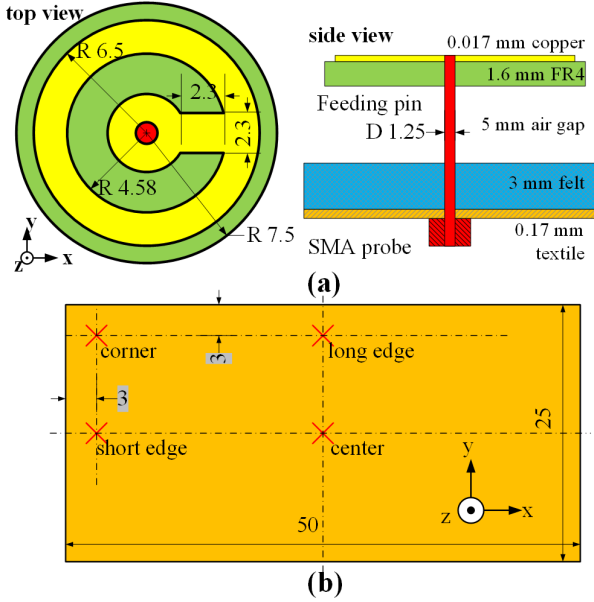 top view
R 6.5
2.3
2.3
R 4.58
R 7.5
y
z
x
side view
0.017 mm copper
1.6 mm FR4
Feeding pin
D 1.25
5 mm air gap
3 mm felt
SMA probe
0.17 mm
textile
(a)
corner
long edge
3
3
short edge
center
25
y
z
x
50
(b)